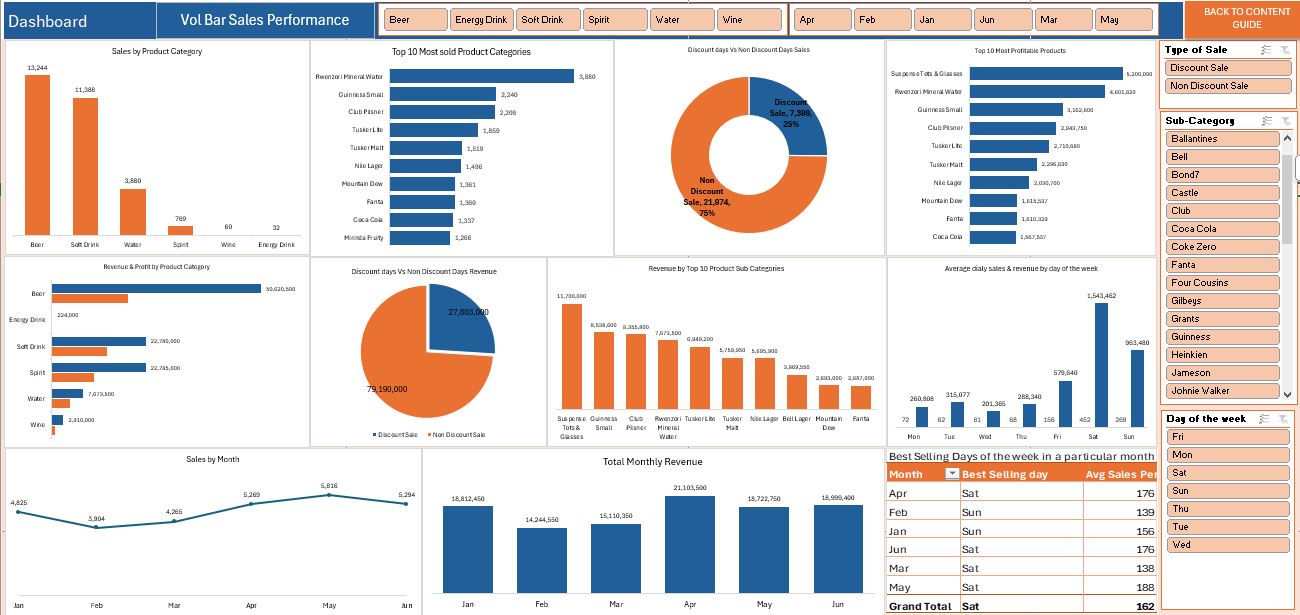 Dashboard
Vol Bar Sales Performance
Beer
Energy Drink
Soft Drink
Spirit
Water
Wine
Apr
Feb
Jan
Jun
Mar
May
BACK TO CONTENT
GUIDE
Sales by Product Category
13,244
11,388
3,880
769
60
32
Beer
Soft Drink
Water
Spirit
Wine
Energy Drink
Top 10 Most sold Product Categories
Rwenzori Mineral Water 3,880
Guinness Small 2,240
Club Pilsner 2,209
Tusker Lite 1,859
Tusker Malt 1,519
Nile Lager 1,496
Mountain Dew 1,361
Fanta 1,360
Coca Cola 1,337
Mirinda Fruity 1,266
Discount days Vs Non Discount Days Sales
Discount
Sale, 7,399,
25%
Non
Discount
Sale, 21,974,
75%
Top 10 Most Profitable Products
Suspense Tots & Glasses 5,200,000
Rwenzori Mineral Water 4,601,820
Guinness Small 3,162,600
Club Pilsner 2,943,750
Tusker Lite 2,710,680
Tusker Malt 2,296,630
Nile Lager 2,030,700
Mountain Dew 1,615,537
Fanta 1,610,329
Coca Cola 1,567,537
Type of Sale
Discount Sale
Non Discount Sale
Sub-Category
Ballantines
Bell
Bond7
Castle
Club
Coca Cola
Coke Zero
Fanta
Four Cousins
Gilbeys
Grants
Guinness
Heinkien
Jameson
Johnie Walker
Revenue & Profit by Product Category
Beer 50,620,500
Energy Drink 224,000
Soft Drink 22,780,000
Spirit 22,785,000
Water 7,673,500
Wine 2,910,000
Discount days Vs Non Discount Days Revenue
27,803,000
79,190,000
Discount Sale Non Discount Sale
Revenue by Top 10 Product Sub Categories
11,700,000
8,538,600
8,355,800
7,673,500
6,949,200
5,759,950
5,695,900
3,869,550
2,693,000
2,687,000
Suspense
Tots &
Glasses
Guinness
Small
Club
Pilsner
Rwenzori
Mineral
Water
Tusker Lite
Tusker
Malt
Nile Lager
Bell Lager
Mountain
Dew
Fanta
Average dialy sales & revenue by day of the week
72 260,808
62 315,077
61 201,365
68 288,340
156 579,640
452 1,543,462
269 963,480
Mon
Tue
Wed
Thu
Fri
Sat
Sun
Day of the week
Fri
Mon
Sat
Sun
Thu
Tue
Wed
Sales by Month
4,825
3,904
4,265
5,269
5,816
5,294
Jan
Feb
Mar
Apr
May
Jun
Total Monthly Revenue
18,812,450
14,244,550
15,110,350
21,103,500
18,722,750
18,999,400
Jan
Feb
Mar
Apr
May
Jun
Best Selling Days of the week in a particular month
Month Best Selling day Avg Sales Per
Apr Sat 176
Feb Sun 139
Jan Sun 156
Jun Sat 176
Mar Sat 138
May Sat 188
Grand Total Sat 162